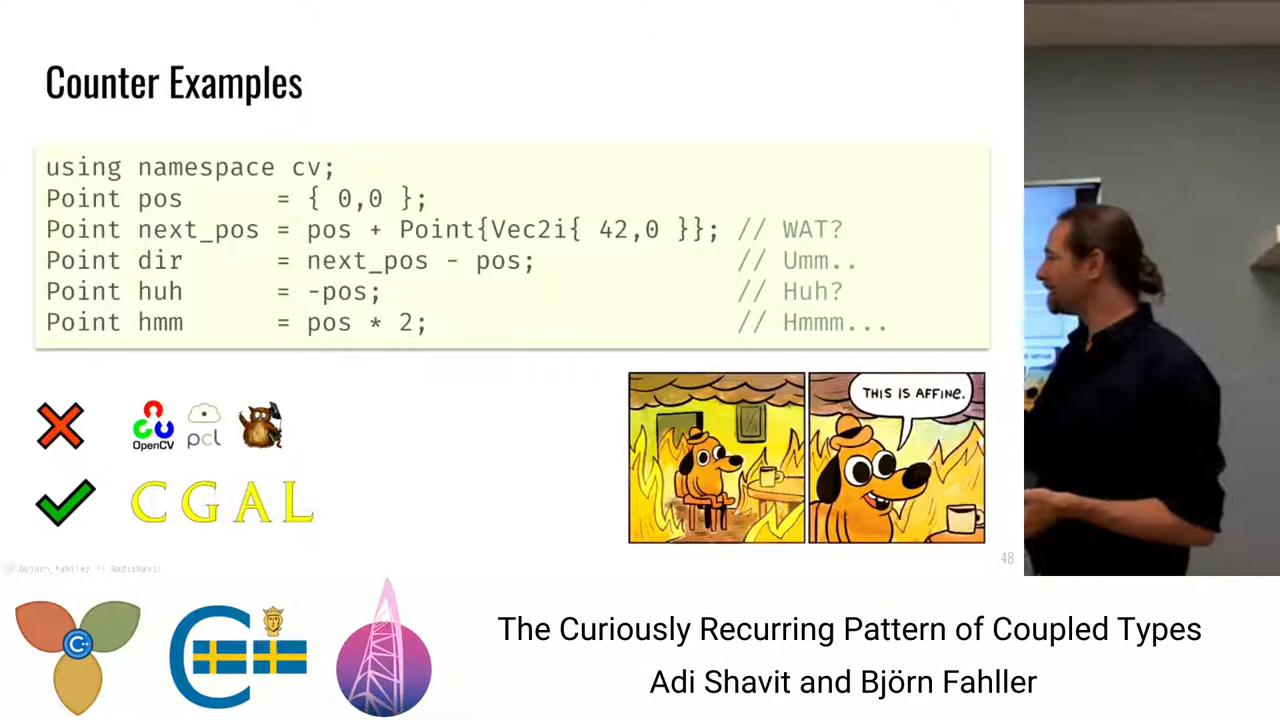 Counter Examples
using namespace cv;
Point pos = { 0,0 };
Point next_pos = pos + Point{Vec2i{ 42,0 }}; // WAT?
Point dir = next_pos - pos; // Umm..
Point huh = -pos; // Huh?
Point hmm = pos * 2; // Hmmm...
THIS IS AFFINE.
OpenCV
pcl
CGAL
48
@bjorn_fahller
C++
The Curiously Recurring Pattern of Coupled Types
Adi Shavit and Björn Fahller